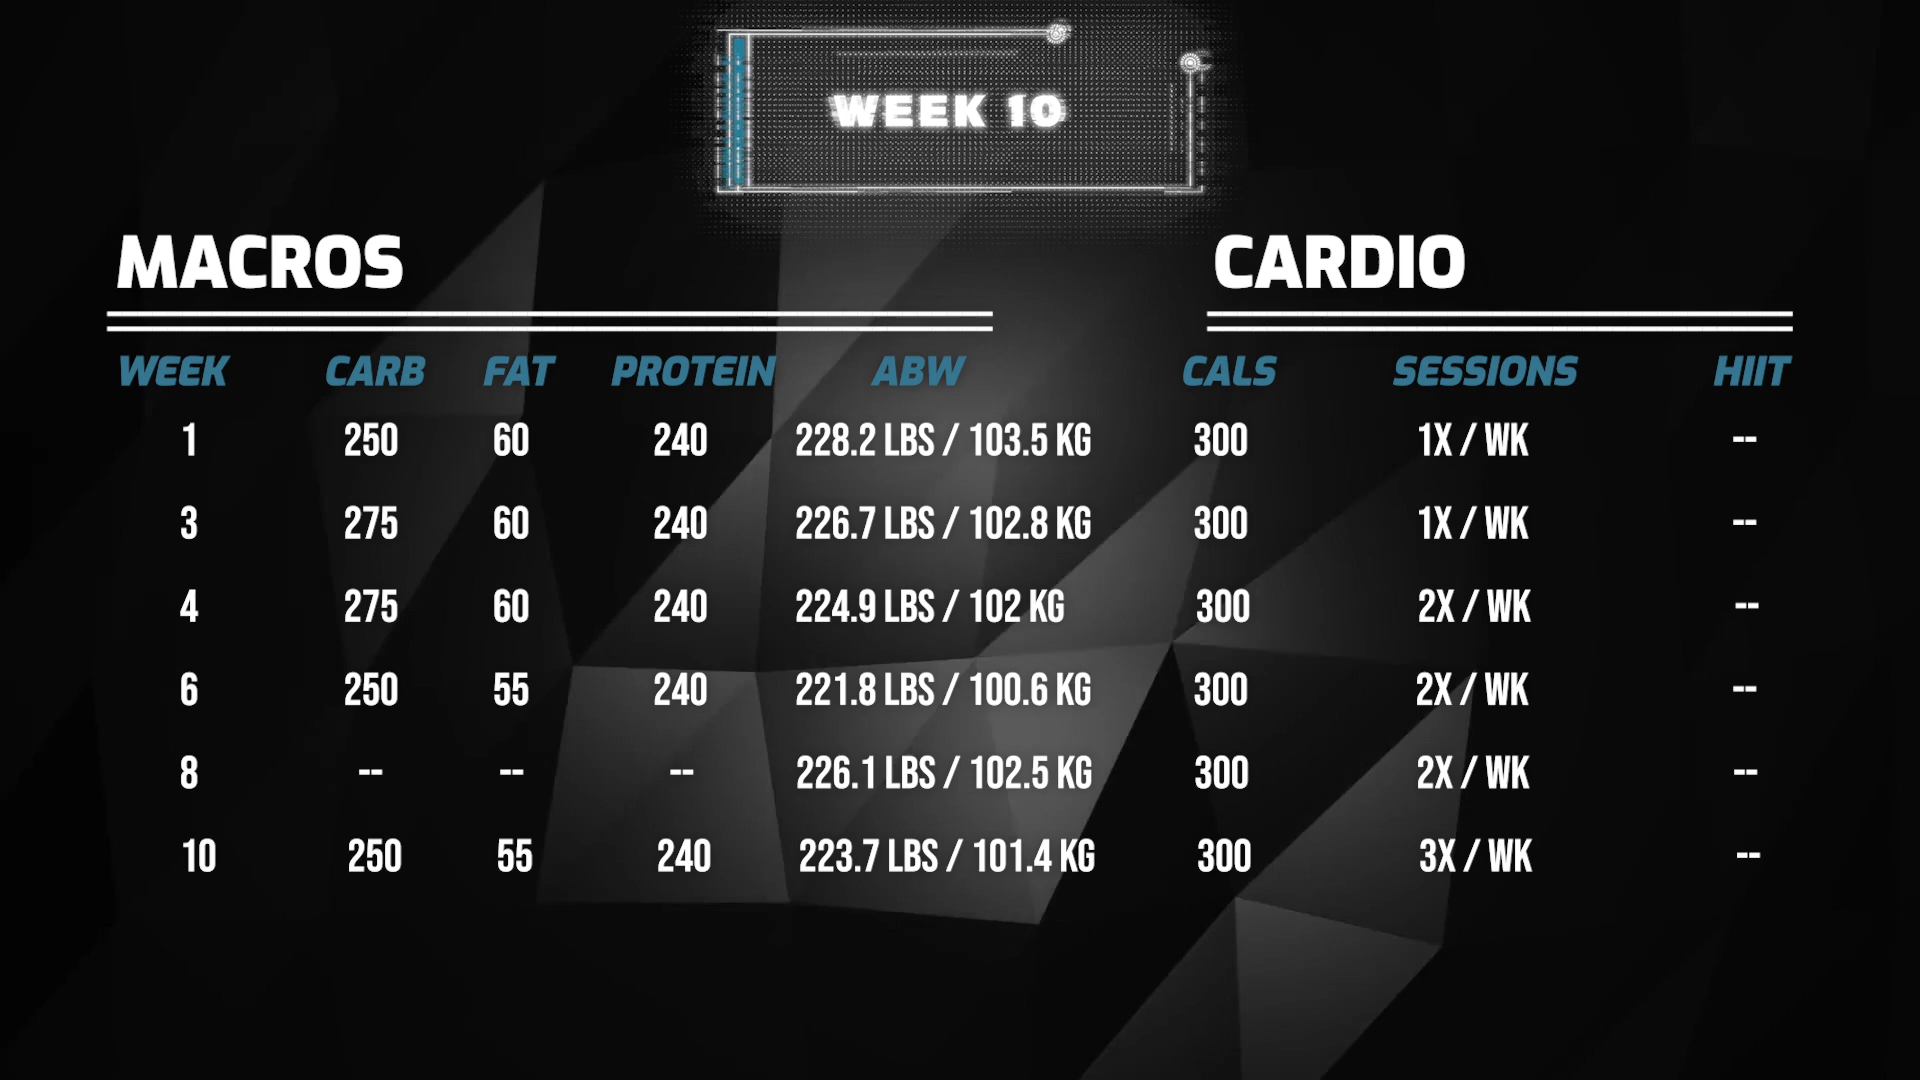 WEEK 10
MACROS CARDIO
WEEK CARB FAT PROTEIN ABW CALS SESSIONS HIIT
1 250 60 240 228.2 LBS / 103.5 KG 300 1X / WK --
3 275 60 240 226.7 LBS / 102.8 KG 300 1X / WK --
4 275 60 240 224.9 LBS / 102 KG 300 2X / WK --
6 250 55 240 221.8 LBS / 100.6 KG 300 2X / WK --
8 -- -- -- 226.1 LBS / 102.5 KG 300 2X / WK --
10 250 55 240 223.7 LBS / 101.4 KG 300 3X / WK --